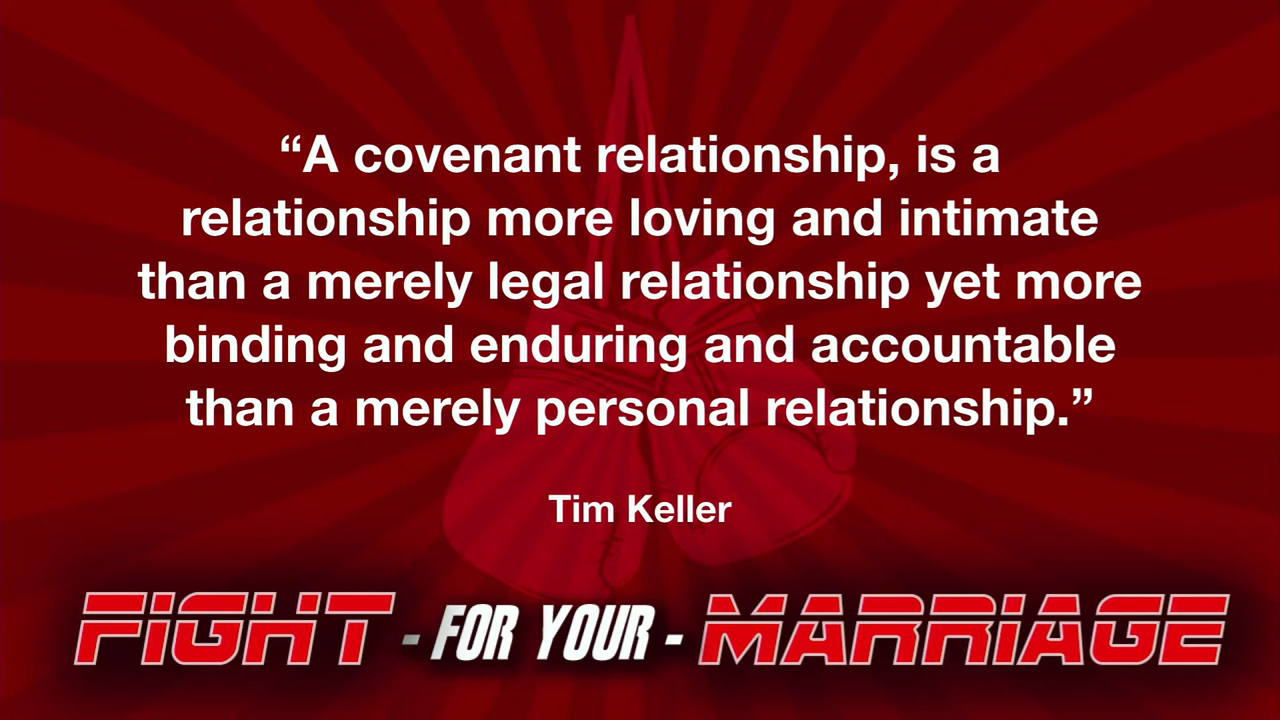 “A covenant relationship, is a
relationship more loving and intimate
than a merely legal relationship yet more
binding and enduring and accountable
than a merely personal relationship.”
Tim Keller
FIGHT - FOR YOUR - MARRIAGE